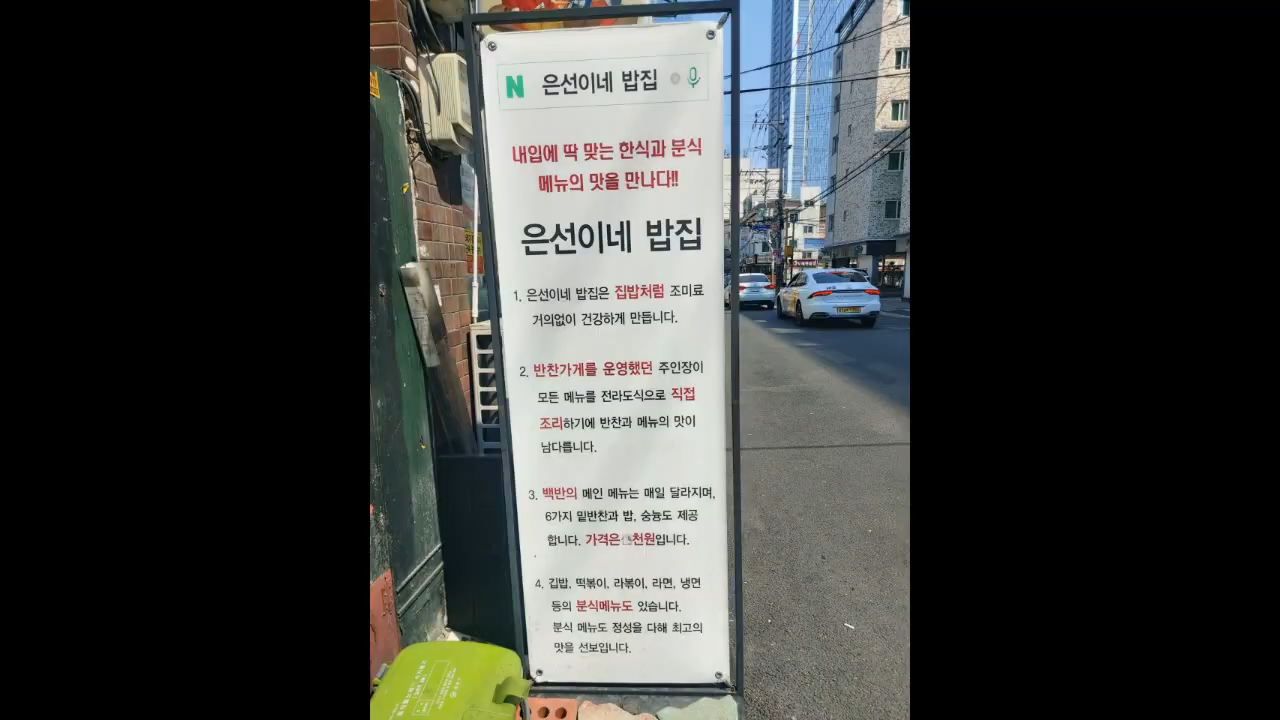 N 은선이네 밥집
내입에 딱 맞는 한식과 분식
메뉴의 맛을 만나다!!
은선이네 밥집
1. 은선이네 밥집은 집밥처럼 조미료
거의없이 건강하게 만듭니다.
2. 반찬가게를 운영했던 주인장이
모든 메뉴를 전라도식으로 직접
조리하기에 반찬과 메뉴의 맛이
남다릅니다.
3. 백반의 메인 메뉴는 매일 달라지며,
6가지 밑반찬과 밥, 숭늉도 제공
합니다. 가격은 천원입니다.
4. 김밥, 떡볶이, 라볶이, 라면, 냉면
등의 분식메뉴도 있습니다.
분식 메뉴도 정성을 다해 최고의
맛을 선보입니다.